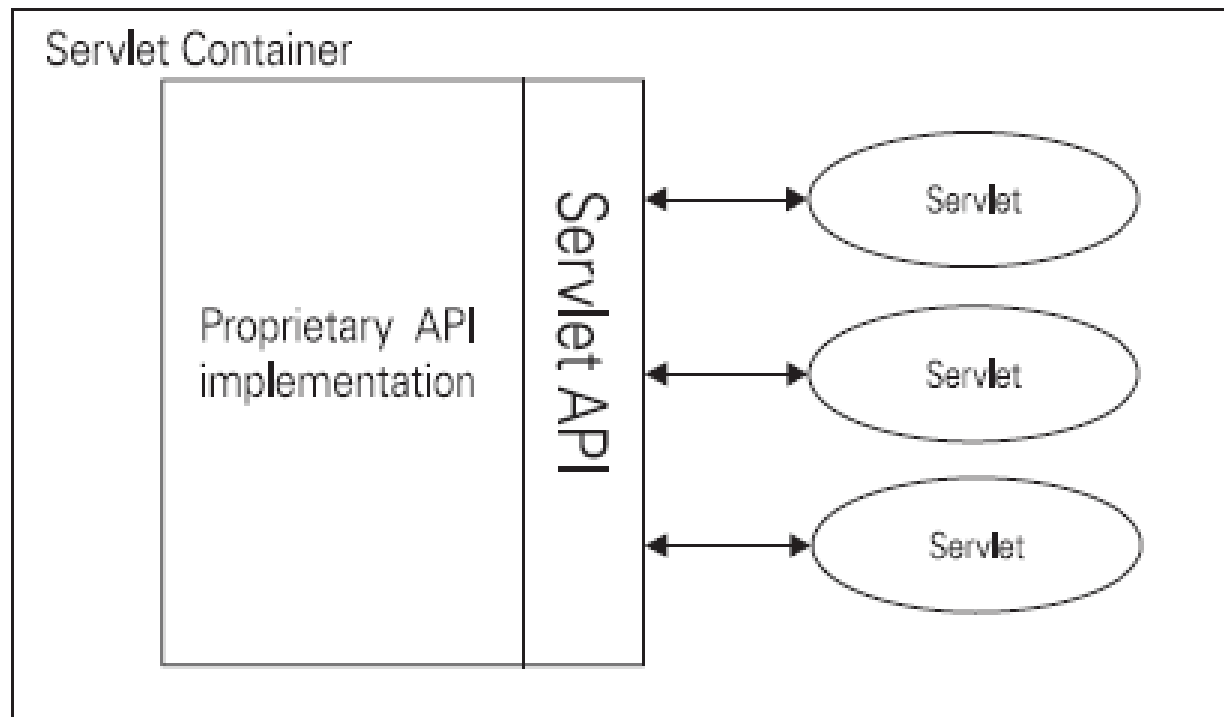 Servlet Container
Proprietary API
implementation
Servlet API
Servlet
Servlet
Servlet